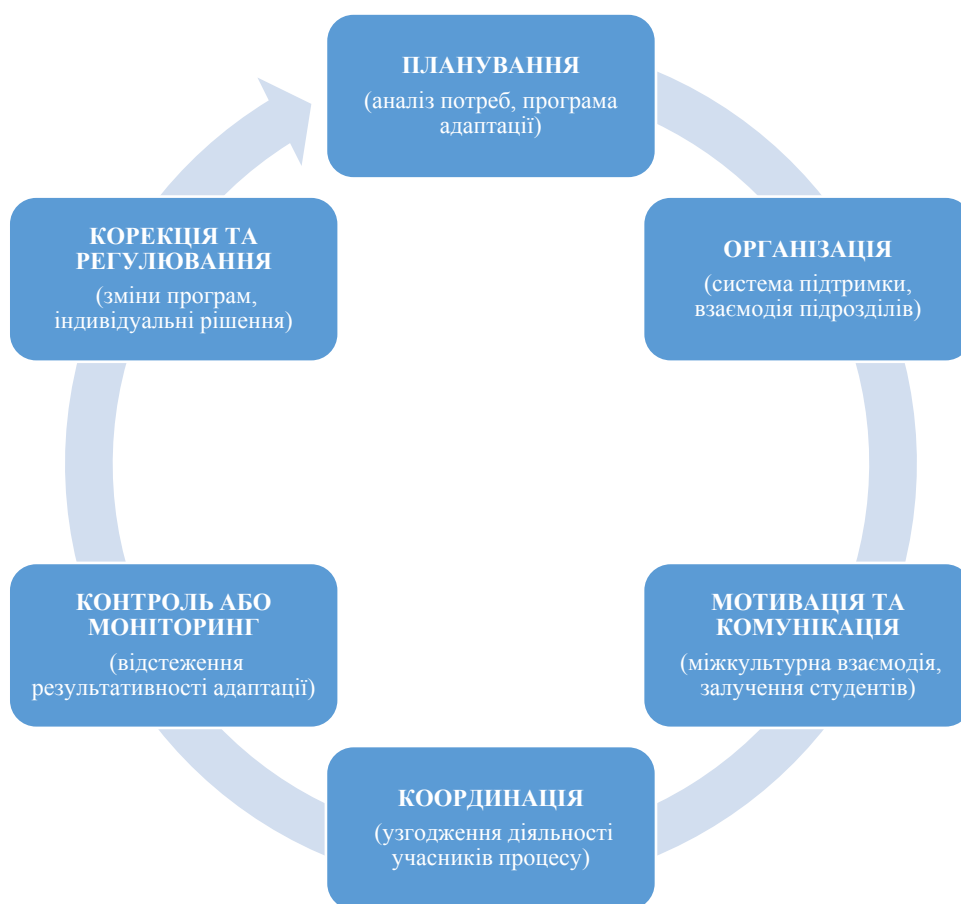 ПЛАНУВАННЯ
(аналіз потреб, програма
адаптації)
ОРГАНІЗАЦІЯ
(система підтримки,
взаємодія підрозділів)
МОТИВАЦІЯ ТА
КОМУНІКАЦІЯ
(міжкультурна взаємодія,
залучення студентів)
КООРДИНАЦІЯ
(узгодження діяльності
учасників процесу)
КОНТРОЛЬ АБО
МОНІТОРИНГ
(відстеження
результативності адаптації)
КОРЕКЦІЯ ТА
РЕГУЛЮВАННЯ
(зміни програм,
індивідуальні рішення)